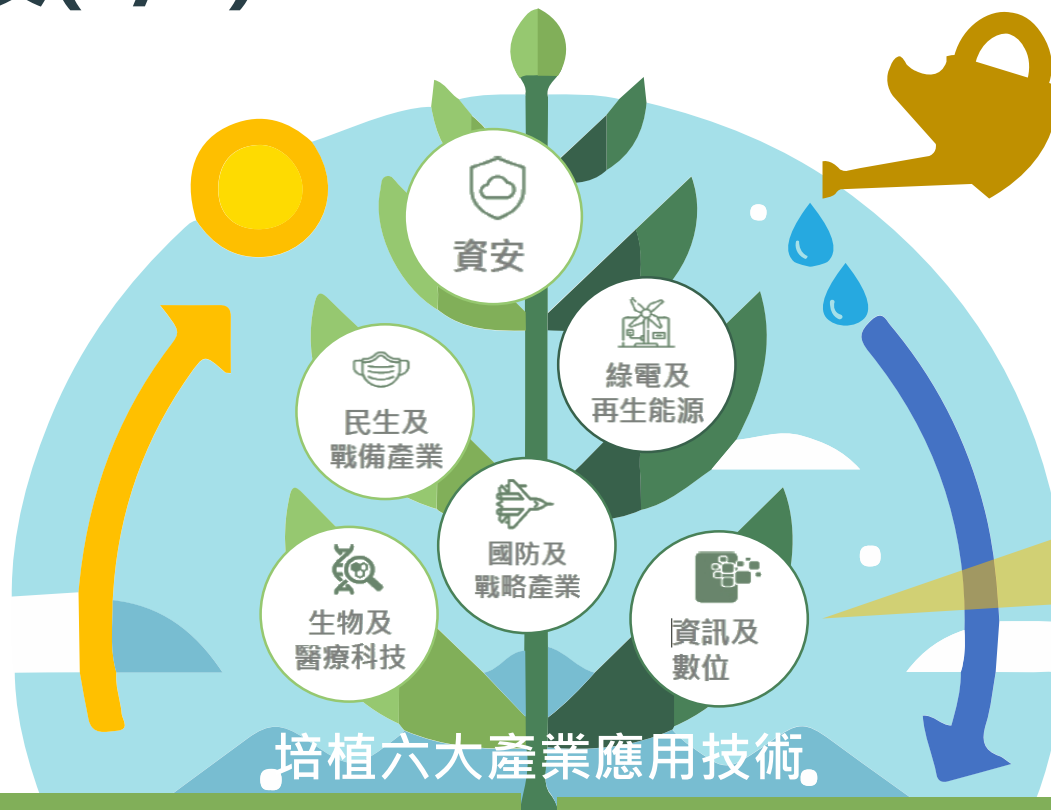 資安
綠電及
再生能源
民生及
戰備產業
國防及
戰略產業
生物及
醫療科技
資訊及
數位
培植六大產業應用技術